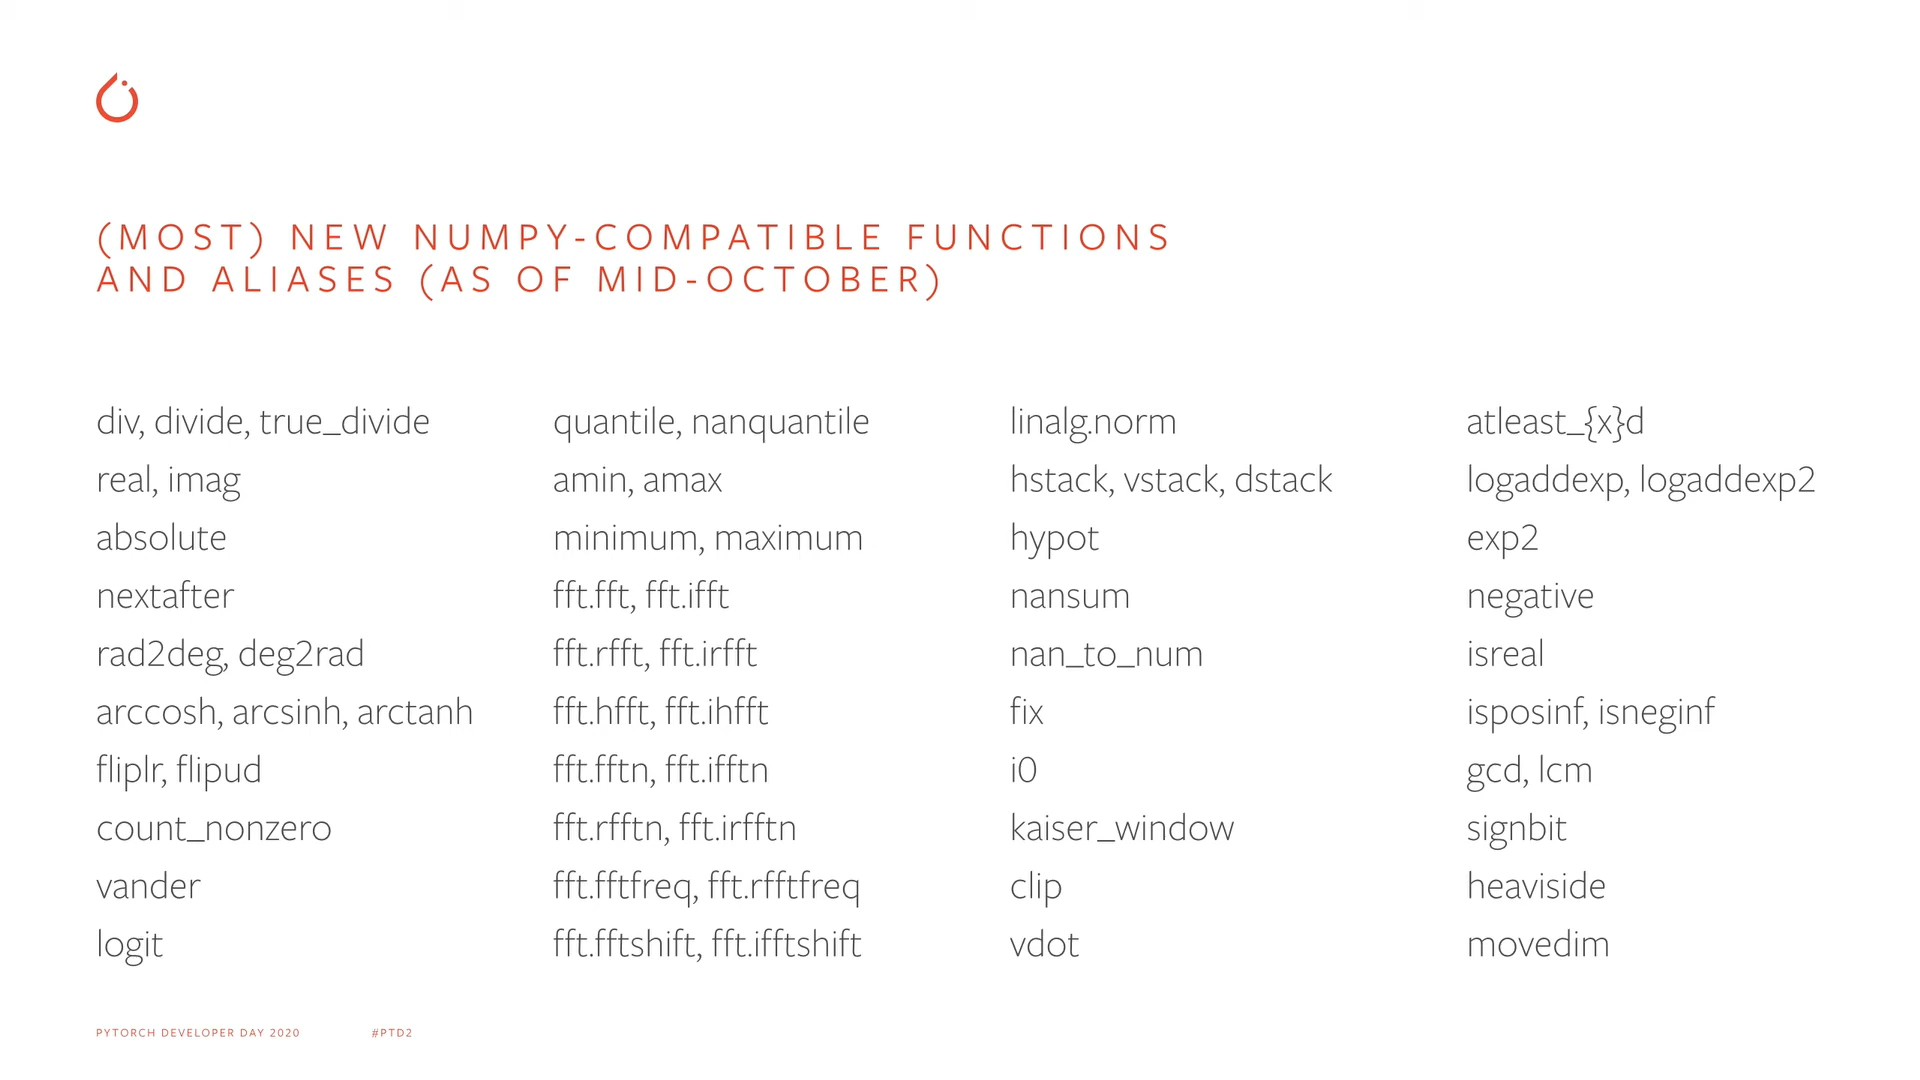 (MOST) NEW NUMPY-COMPATIBLE FUNCTIONS
AND ALIASES (AS OF MID-OCTOBER)
div, divide, true_divide
real, imag
absolute
nextafter
rad2deg, deg2rad
arccosh, arcsinh, arctanh
fliplr, flipud
count_nonzero
vander
logit
quantile, nanquantile
amin, amax
minimum, maximum
fft.fft, fft.ifft
fft.rfft, fft.irfft
fft.hfft, fft.ihfft
fft.fftn, fft.ifftn
fft.rfftn, fft.irfftn
fft.fftfreq, fft.rfftfreq
fft.fftshift, fft.ifftshift
linalg.norm
hstack, vstack, dstack
hypot
nansum
nan_to_num
fix
i0
kaiser_window
clip
vdot
atleast_{x}d
logaddexp, logaddexp2
exp2
negative
isreal
isposinf, isneginf
gcd, lcm
signbit
heaviside
movedim
PYTORCH DEVELOPER DAY 2020 #PTD2